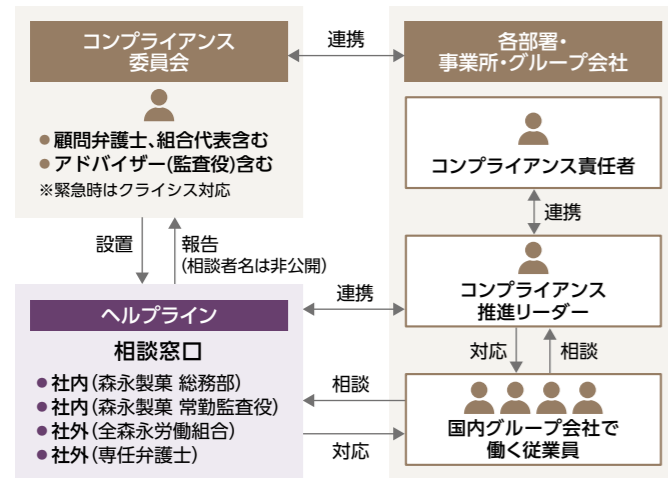 コンプライアンス
委員会
● 顧問弁護士、組合代表含む
● アドバイザー(監査役)含む
※緊急時はクライシス対応
連携
各部署・
事業所・グループ会社
コンプライアンス責任者
連携
設置
報告
(相談者名は非公開)
連携
コンプライアンス
推進リーダー
ヘルプライン
相談窓口
● 社内(森永製菓 総務部)
● 社内(森永製菓 常勤監査役)
● 社外(全森永労働組合)
● 社外(専任弁護士)
対応
相談
相談
対応
国内グループ会社で
働く従業員